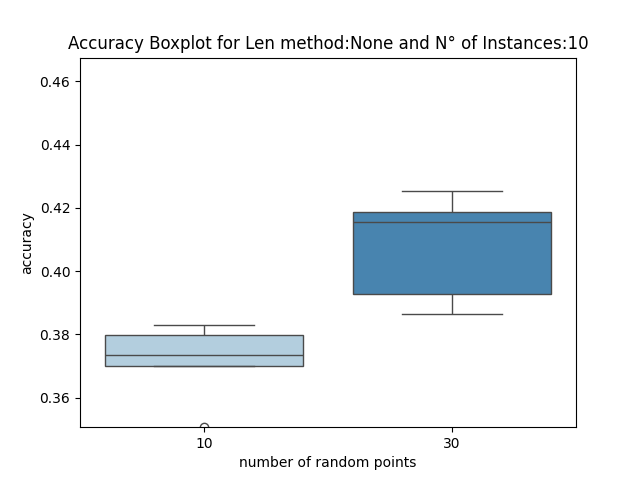 Accuracy Boxplot for Len method:None and N° of Instances:10
0.46
0.44
0.42
0.40
0.38
0.36
accuracy
10 30
number of random points